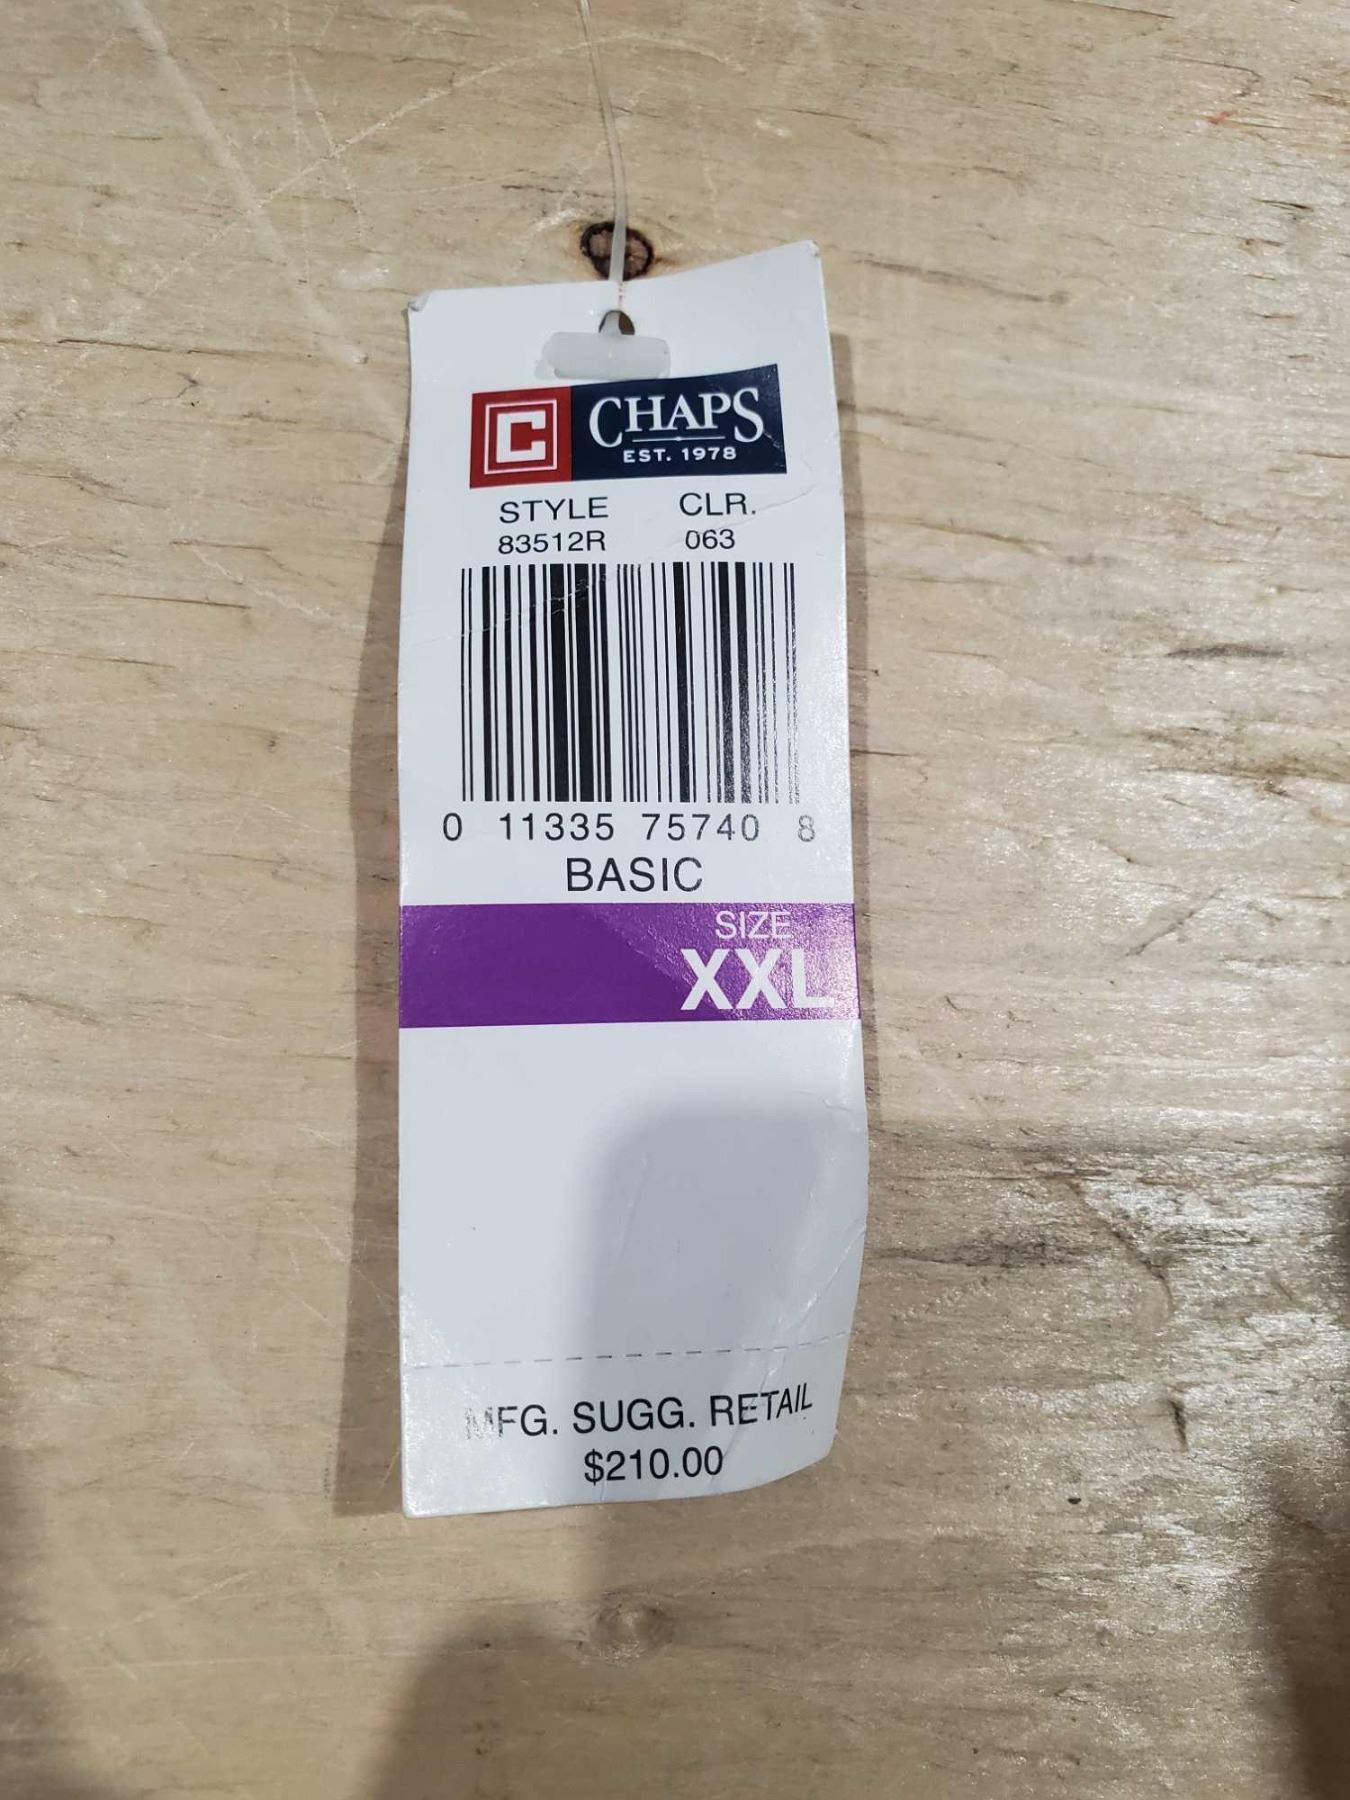 C CHAPS
EST. 1978
STYLE CLR.
83512R 063
0 11335 75740 8
BASIC
SIZE
XXL
MFG. SUGG. RETAIL
$210.00